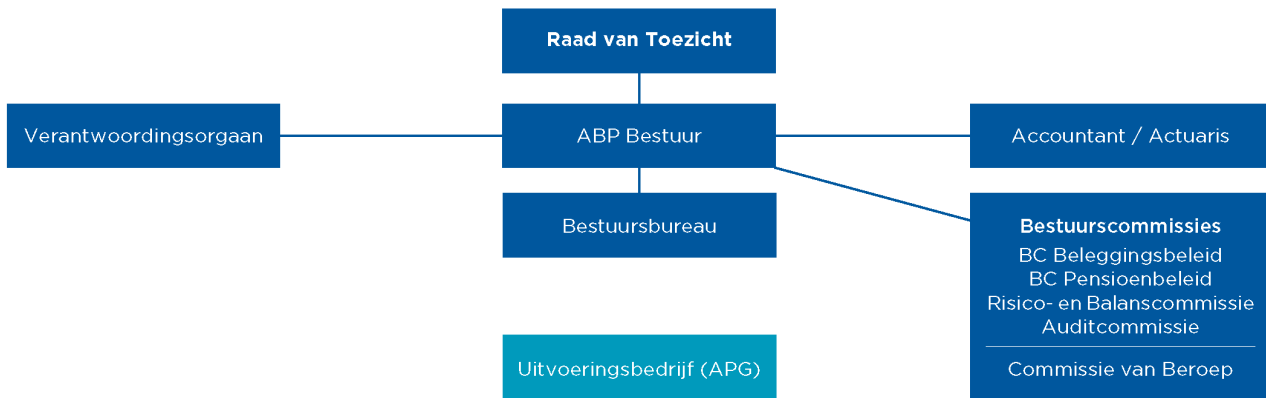 Raad van Toezicht
Verantwoordingsorgaan
ABP Bestuur
Accountant / Actuaris
Bestuursbureau
Bestuurscommissies
BC Beleggingsbeleid
BC Pensioenbeleid
Risico- en Balanscommissie
Auditcommissie
Commissie van Beroep
Uitvoeringsbedrijf (APG)